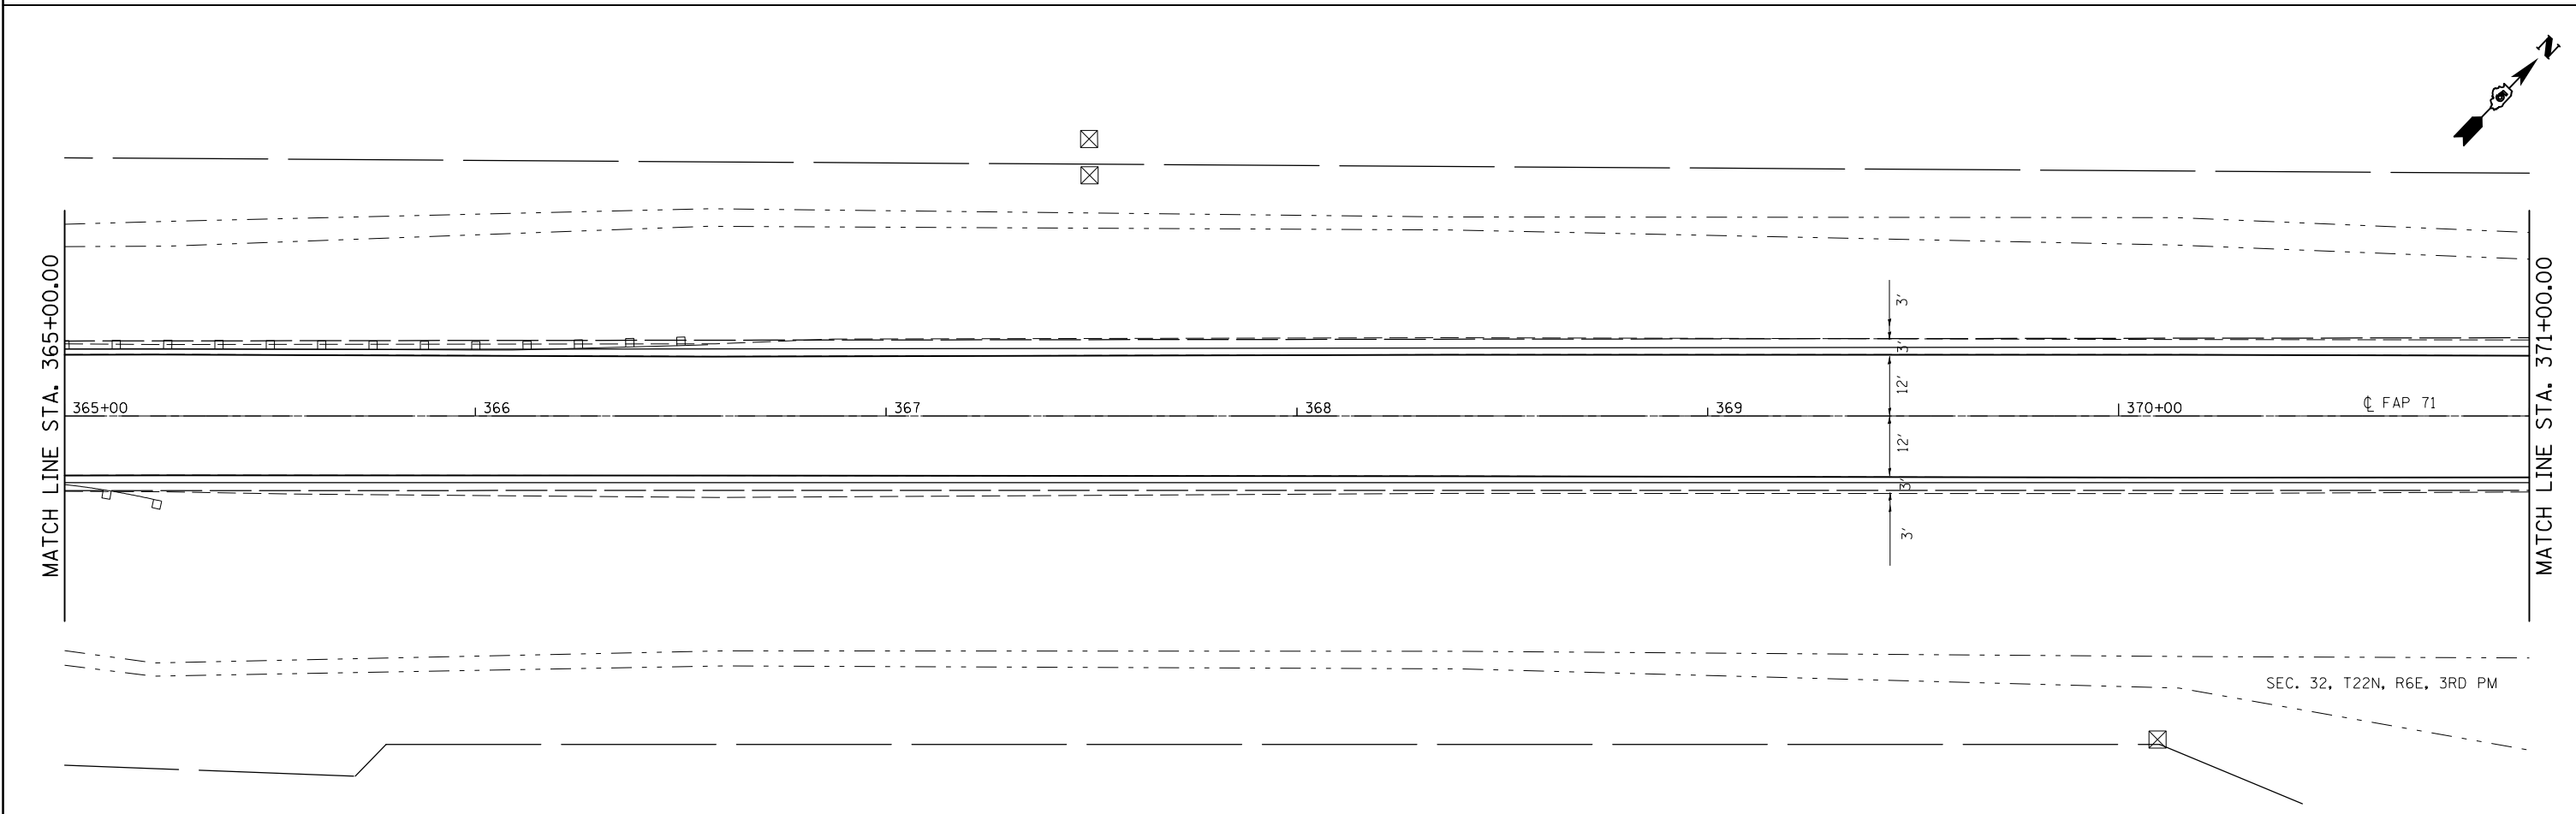 N
MATCH LINE STA. 365+00.00
MATCH LINE STA. 371+00.00
3'
3'
12'
365+00
366
367
368
369
370+00
℄ FAP 71
12'
3'
3'
SEC. 32, T22N, R6E, 3RD PM